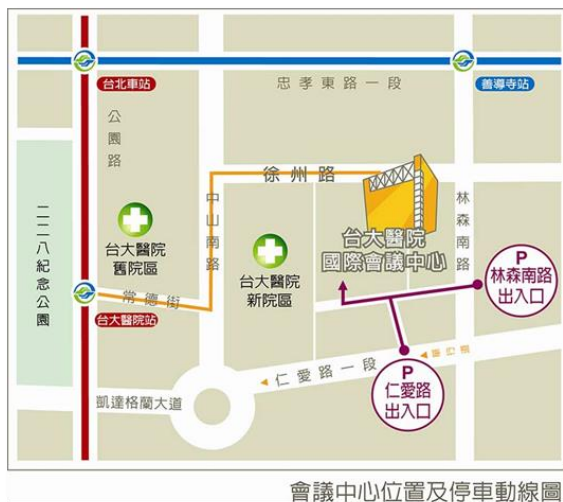 台北車站
忠孝東路一段
善導寺站
公園路
徐州路
中山南路
林森南路
二二八紀念公園
台大醫院
舊院區
台大醫院
新院區
台大醫院
國際會議中心
P
林森南路
出入口
常德街
台大醫院站
仁愛路一段
P
仁愛路
出入口
凱達格蘭大道
會議中心位置及停車動線圖